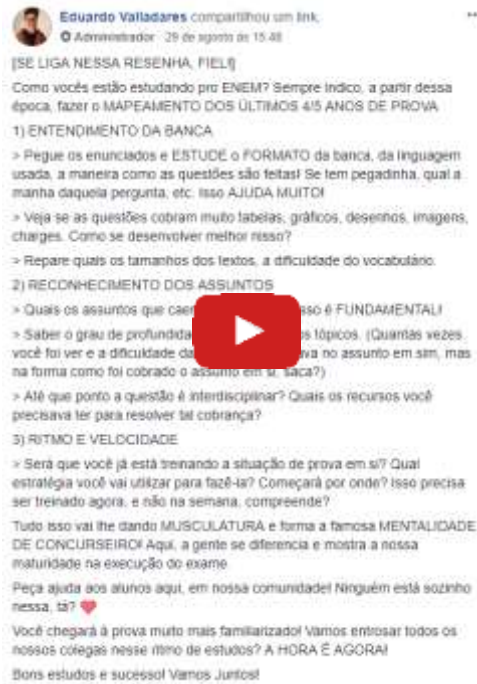 Eduardo Valladares compartilhou um link.
Administrador · 29 de agosto às 15:48
[SE LIGA NESSA RESENHA, FIEL!]
Como vocês estão estudando pro ENEM? Sempre indico, a partir dessa
época, fazer o MAPEAMENTO DOS ÚLTIMOS 4/5 ANOS DE PROVA
1) ENTENDIMENTO DA BANCA
> Pegue os enunciados e ESTUDE o FORMATO da banca, da linguagem
usada, a maneira como as questões são feitas! Se tem pegadinha, qual a
manha daquela pergunta, etc. Isso AJUDA MUITO!
> Veja se as questões cobram muito tabelas, gráficos, desenhos, imagens,
charges. Como se desenvolver melhor nisso?
> Repare quais os tamanhos dos textos, a dificuldade do vocabulário.
2) RECONHECIMENTO DOS ASSUNTOS
> Quais os assuntos que caem sso é FUNDAMENTAL!
> Saber o grau de profundida os tópicos. (Quantas vezes
você foi ver e a dificuldade da va no assunto em sim, mas
na forma como foi cobrado o assunto em si, saca?)
> Até que ponto a questão é interdisciplinar? Quais os recursos você
precisava ter para resolver tal cobrança?
3) RITMO E VELOCIDADE
> Será que você já está treinando a situação de prova em si? Qual
estratégia você vai utilizar para fazê-la? Começará por onde? Isso precisa
ser treinado agora, e não na semana, compreende?
Tudo isso vai lhe dando MUSCULATURA e forma a famosa MENTALIDADE
DE CONCURSEIRO! Aqui, a gente se diferencia e mostra a nossa
maturidade na execução do exame
Peça ajuda aos alunos aqui, em nossa comunidade! Ninguém está sozinho
nessa, tá? ❤
Você chegará à prova muito mais familiarizado! Vamos entrosar todos os
nossos colegas nesse ritmo de estudos? A HORA É AGORA!
Bons estudos e sucesso! Vamos Juntos!